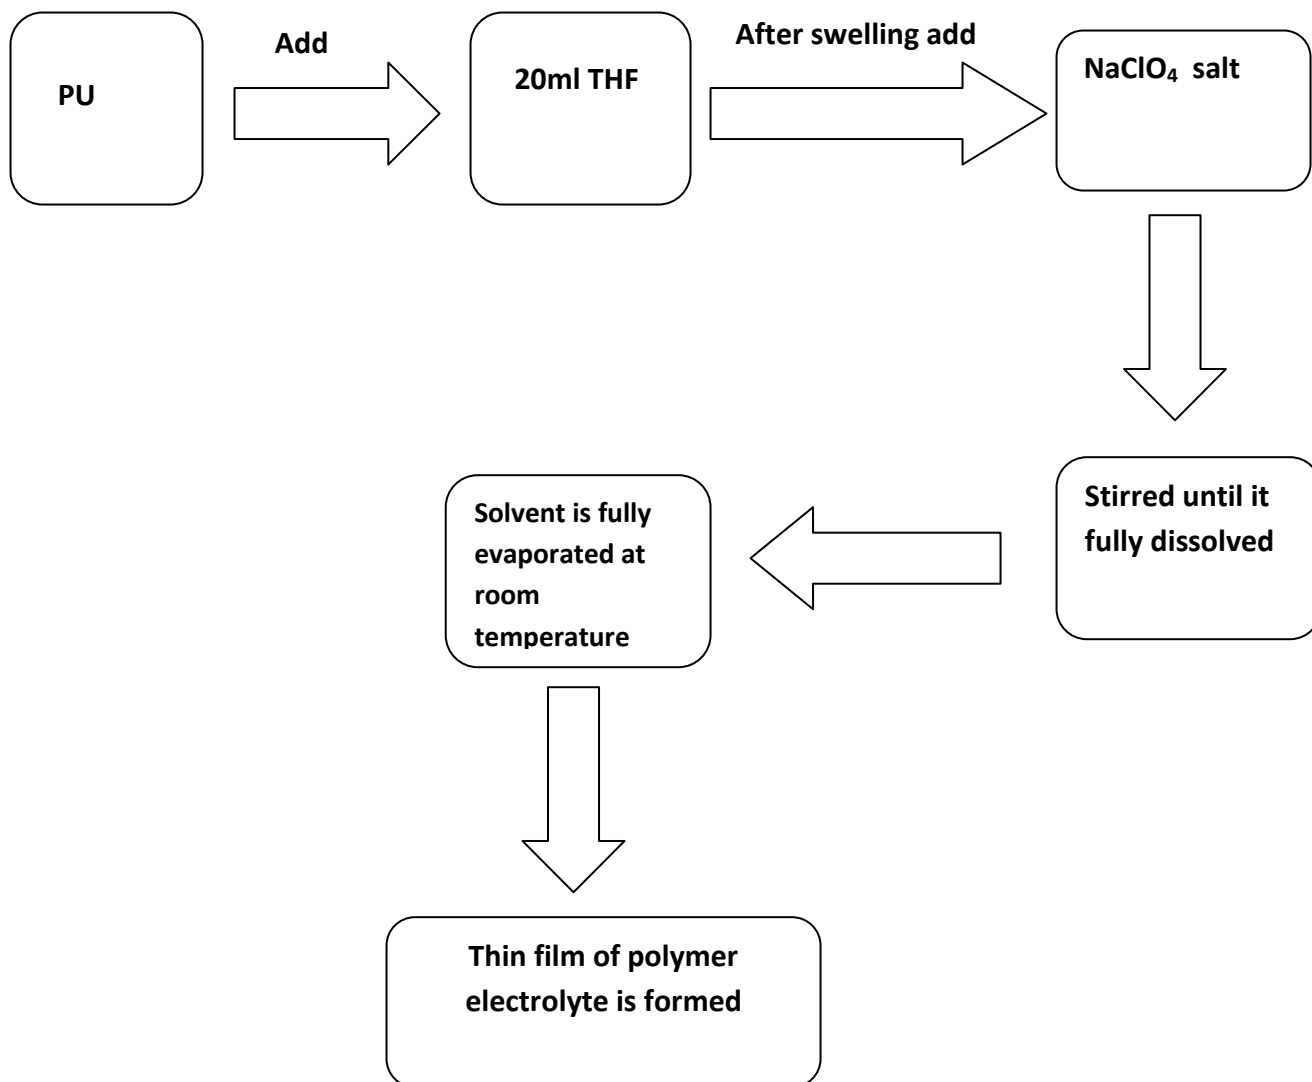 PU
Add
20ml THF
After swelling add
NaClO₄ salt
Stirred until it
fully dissolved
Solvent is fully
evaporated at
room
temperature
Thin film of polymer
electrolyte is formed